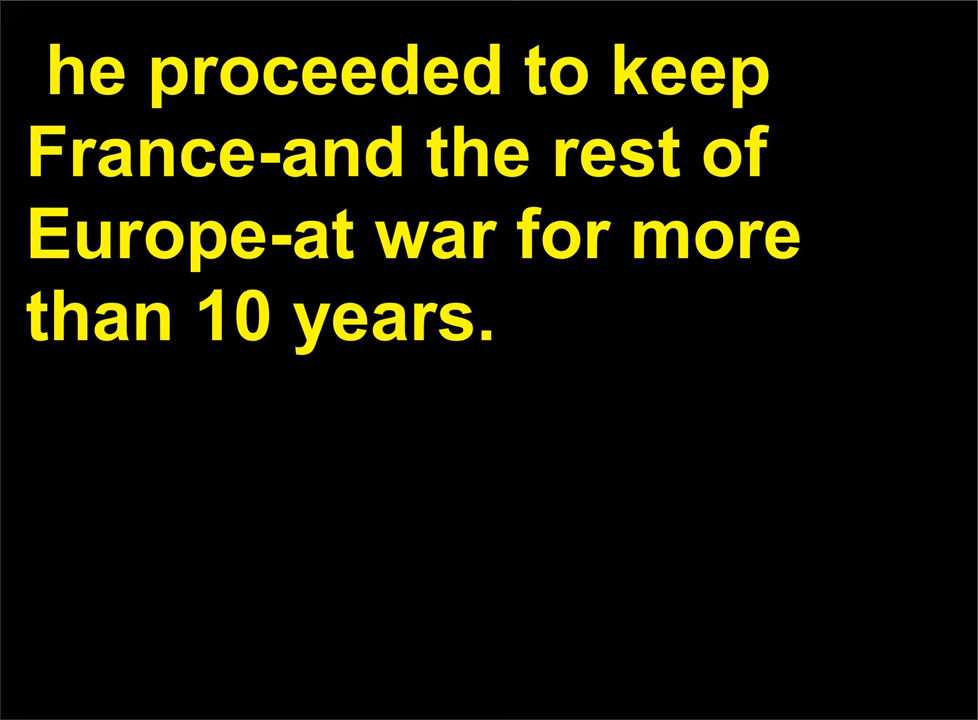 he proceeded to keep
France-and the rest of
Europe-at war for more
than 10 years.